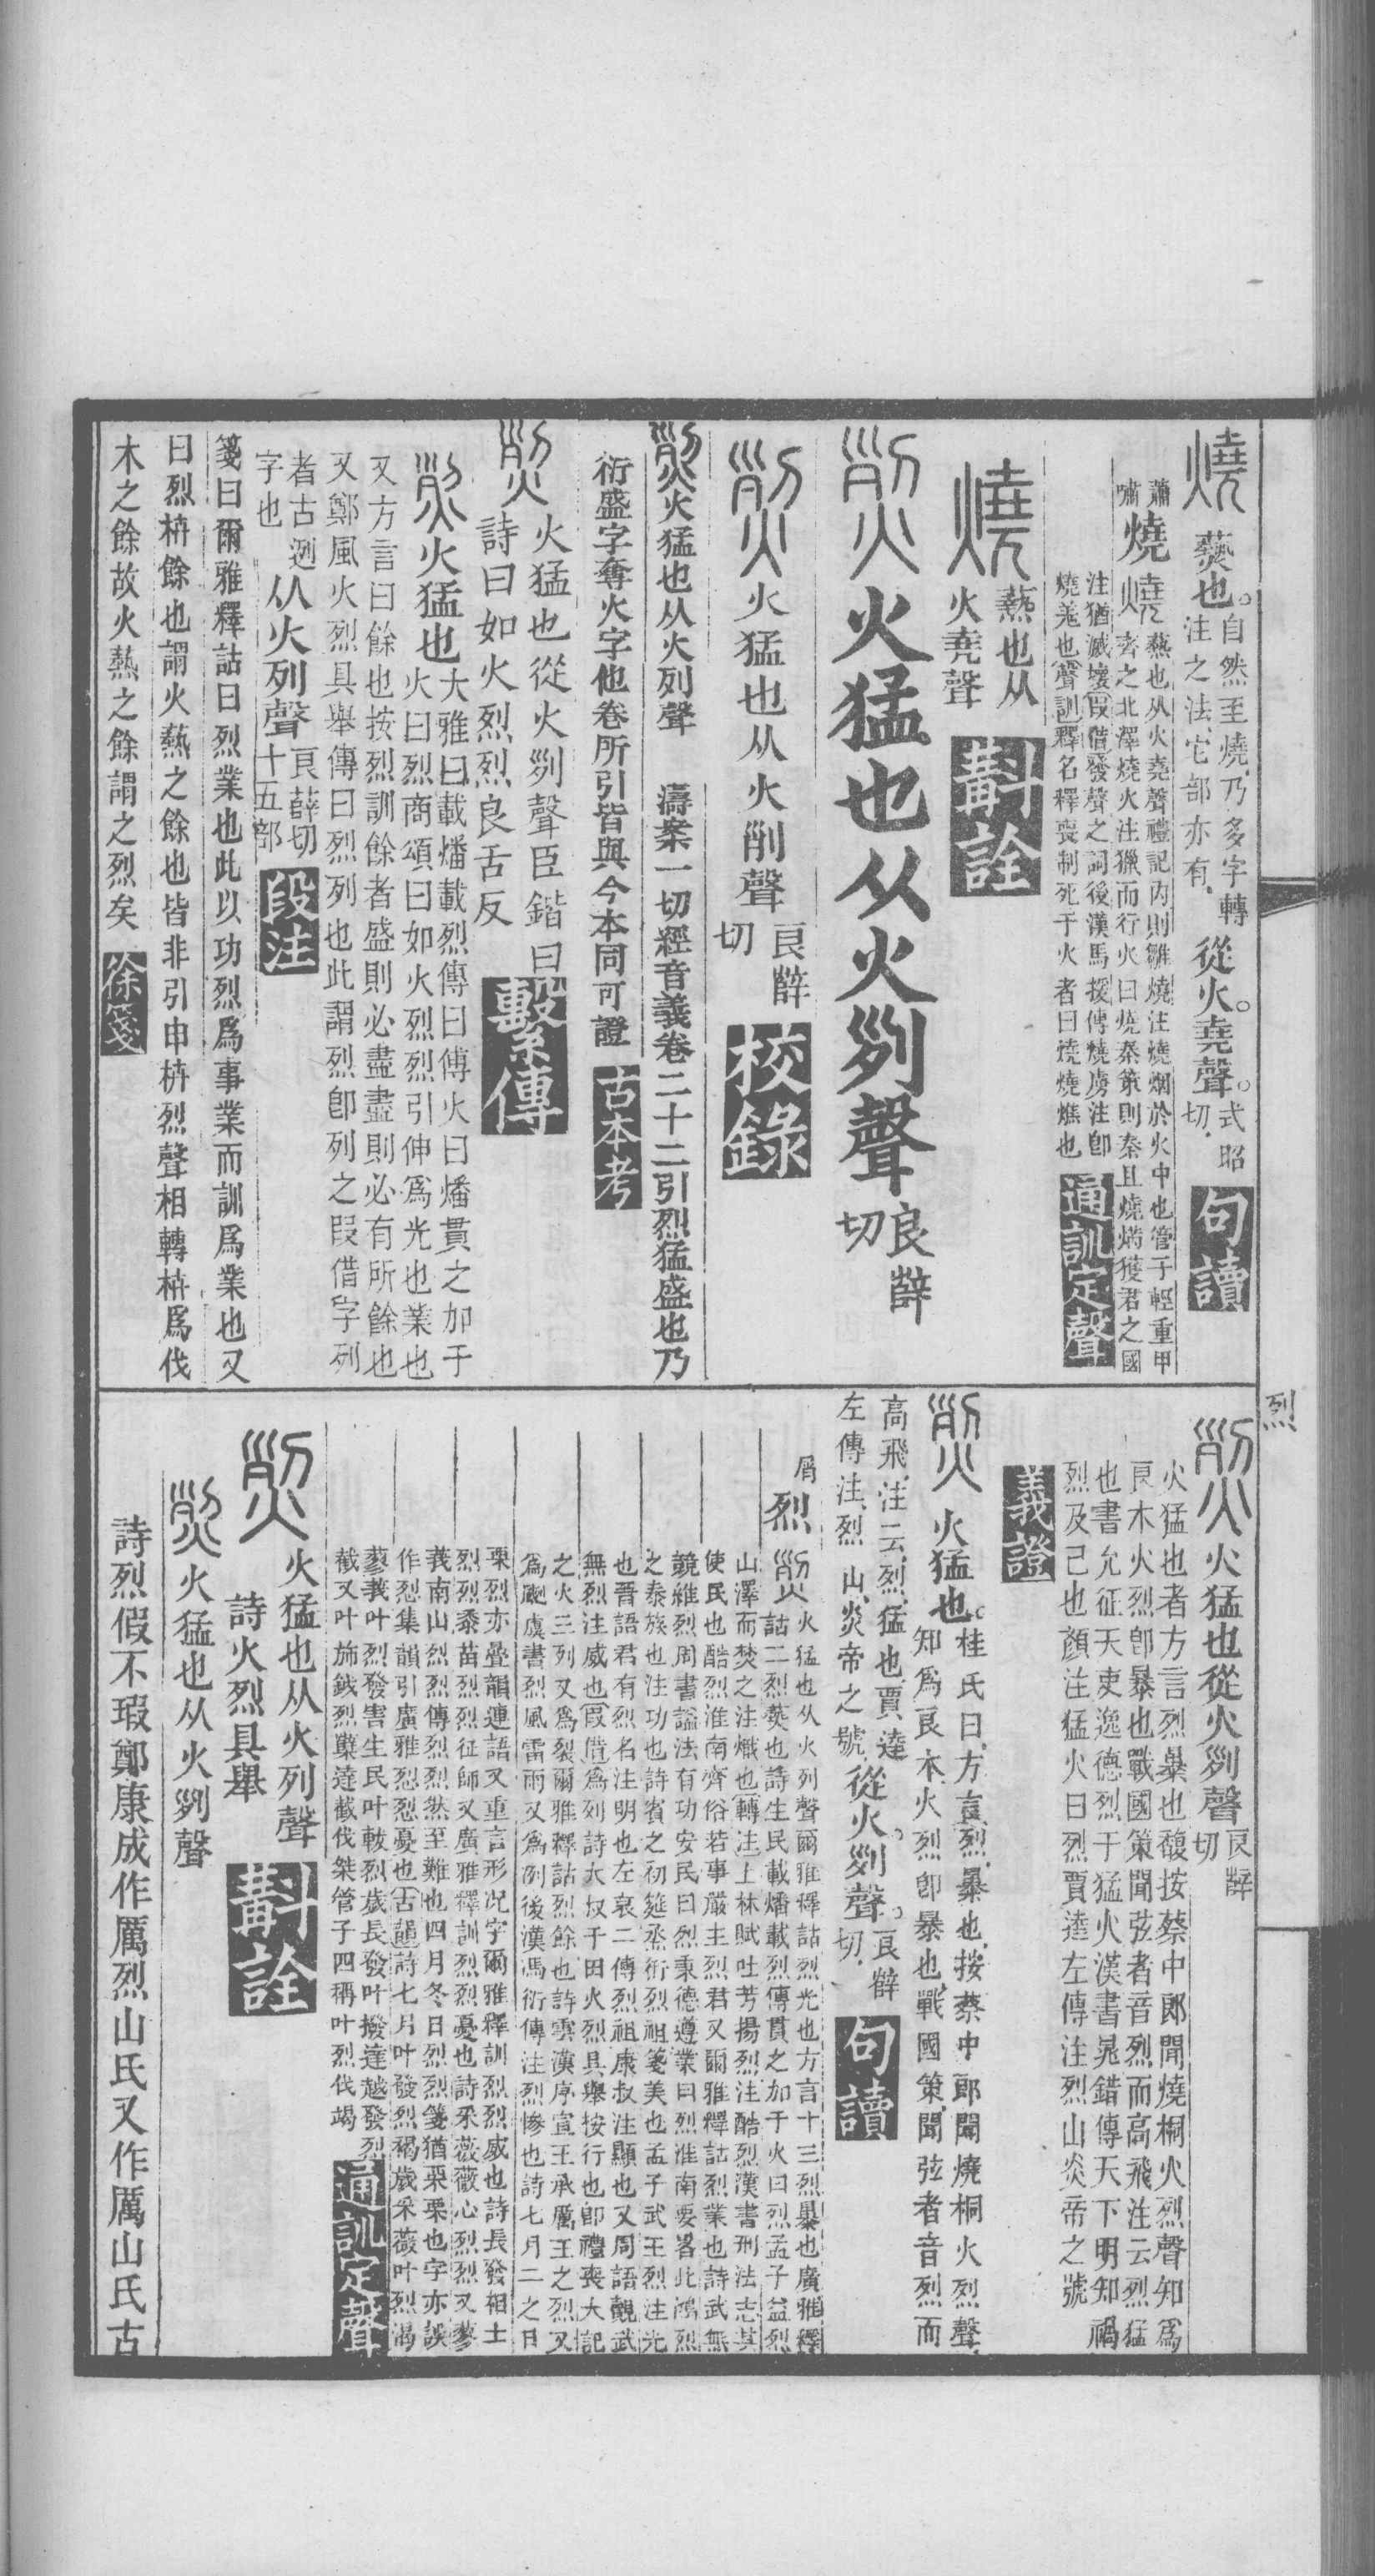 燒 爇也。自然至燒。乃多字轉
注之法。它部亦有。
從火。堯聲。式昭
切。
句讀
蕭
嘯
燒
燒 爇也从火堯聲禮記內則雛燒注燒烟於火中也管子輕重甲
齊之北澤燒火注獵而行火曰燒秦策則秦且燒焫獲君之國
注猶滅壞叚借發聲之詞後漢馬援傳燒虜注卽
燒羌也聲訓釋名釋喪制死于火者曰燒燒燋也
通訓定聲
燒 爇也从
火堯聲
斠詮
烈 火猛也从火𠛱聲良辥
切
烈 火猛也从火𠛱聲良辥
切
校錄
烈 火猛也从火列聲 濤案一切經音義卷二十二引烈猛盛也乃
衍盛字奪火字他卷所引皆與今本同可證
古本考
烈 火猛也從火𠛱聲臣鍇曰
詩曰如火烈烈良舌反
繫傳
烈 火猛也大雅曰載燔載烈傳曰傅火曰燔貫之加于
火曰烈商頌曰如火烈烈引伸爲光也業也
又方言曰餘也按烈訓餘者盛則必盡盡則必有所餘也
又鄭風火烈具舉傳曰烈列也此謂烈卽列之叚借字列
者古迾
字也
从火列聲良薛切
十五部
段注
箋曰爾雅釋詁曰烈業也此以功烈爲事業而訓爲業也又
曰烈枿餘也謂火熱之餘也皆非引申枿烈聲相轉枿爲伐
木之餘故火熱之餘謂之烈矣
徐箋
烈
烈 火猛也從火𠛱聲良辥
切
火猛也者方言烈暴也馥按蔡中郎聞燒桐火烈聲知爲
良木火烈卽暴也戰國策聞弦者音烈而高飛注云烈猛
也書允征天吏逸德烈于猛火漢書晁錯傳天下明知禍
烈及己也顏注猛火曰烈賈逵左傳注烈山炎帝之號
義證
烈 火猛也。桂氏曰。方言烈。暴也。按蔡中郎聞燒桐火烈聲。
知爲良木。火烈卽暴也。戰國策。聞弦者音烈而
高飛。注云。烈。猛也。賈逵
左傳注。烈山。炎帝之號。
從火。𠛱聲。良辥
切。
句讀
屑
烈
烈 火猛也从火列聲爾雅釋詁烈光也方言十三烈暴也廣雅釋
詁二烈爇也詩生民載燔載烈傳貫之加于火曰烈孟子益烈
山澤而焚之注熾也轉注上林賦吐芳揚烈注酷烈漢書刑法志其
使民也酷烈淮南齊俗若事嚴主烈君又爾雅釋詁烈業也詩武無
競維烈周書謚法有功安民曰烈秉德遵業曰烈淮南要畧此鴻烈
之泰族也注功也詩賓之初筵烝衎烈祖箋美也孟子武王烈注光
也晉語君有烈名注明也左哀二傳烈祖康叔注顯也又周語觀武
無烈注威也叚借爲列詩大叔于田火烈具舉按行也卽禮喪大記
之火三列又爲裂爾雅釋詁烈餘也詩雲漢序宣王承厲王之烈又
爲颲虞書烈風雷雨又爲冽後漢馮衍傳注烈慘也詩七月二之日
栗烈亦疊韻連語又重言形況字爾雅釋訓烈烈威也詩長發相土
烈烈黍苗烈烈征師又廣雅釋訓烈烈憂也詩采薇薇心烈烈又蓼
莪南山烈烈傳烈烈然至難也四月冬日烈烈箋猶栗栗也字亦誤
作㤠集韻引廣雅㤠㤠憂也古韻詩七月叶發烈褐歲采薇叶烈渴
蓼莪叶烈發害生民叶軷烈歲長發叶撥達越發烈
截又叶旆鉞烈曷蘖達截伐桀管子四稱叶烈伐竭
通訓定聲
烈 火猛也从火列聲
詩火烈具舉
斠詮
烈 火猛也从火𠛱聲
詩烈假不瑕鄭康成作厲烈山氏又作厲山氏古